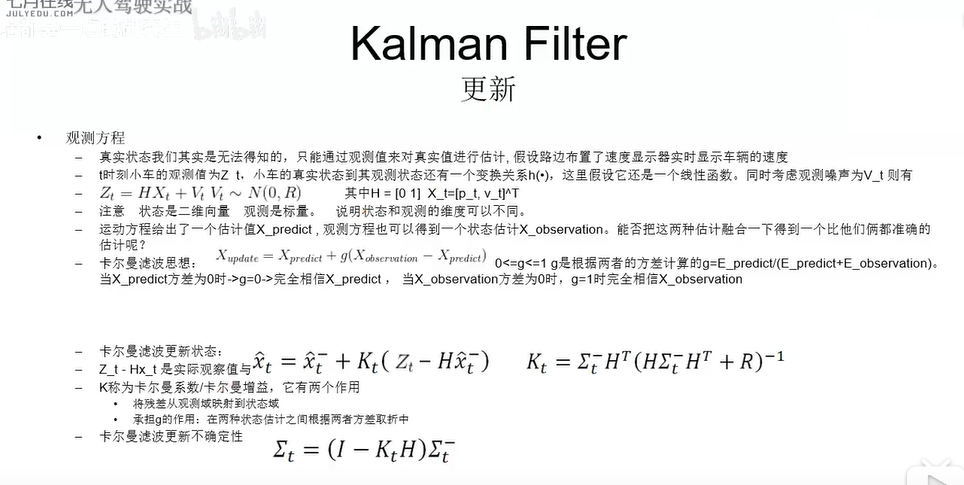 七月在线 无人驾驶实战
JULYEDU.COM
bilibili
Kalman Filter
更新
• 观测方程
– 真实状态我们其实是无法得知的，只能通过观测值来对真实值进行估计, 假设路边布置了速度显示器实时显示车辆的速度
– t时刻小车的观测值为Z_t，小车的真实状态到其观测状态还有一个变换关系h(•)，这里假设它还是一个线性函数。同时考虑观测噪声为V_t 则有
– Z_t = HX_t + V_t V_t ∼ N(0, R) 其中H = [0 1] X_t=[p_t, v_t]^T
– 注意 状态是二维向量 观测是标量。 说明状态和观测的维度可以不同。
– 运动方程给出了一个估计值X_predict , 观测方程也可以得到一个状态估计X_observation。能否把这两种估计融合一下得到一个比他们俩都准确的
估计呢？
– 卡尔曼滤波思想： X_{update} = X_{predict} + g(X_{observation} − X_{predict}) 0<=g<=1 g是根据两者的方差计算的g=E_predict/(E_predict+E_observation)。
当X_predict方差为0时->g=0->完全相信X_predict ， 当X_observation方差为0时，g=1时完全相信X_observation
– 卡尔曼滤波更新状态：
– Z_t - Hx_t 是实际观察值与 x̂_t = x̂_t^− + K_t( Z_t − Hx̂_t^−) K_t = Σ_t^− H^T (HΣ_t^− H^T + R)^{−1}
– K称为卡尔曼系数/卡尔曼增益，它有两个作用
• 将残差从观测域映射到状态域
• 承担g的作用：在两种状态估计之间根据两者方差取折中
– 卡尔曼滤波更新不确定性
Σ_t = (I − K_t H)Σ_t^−